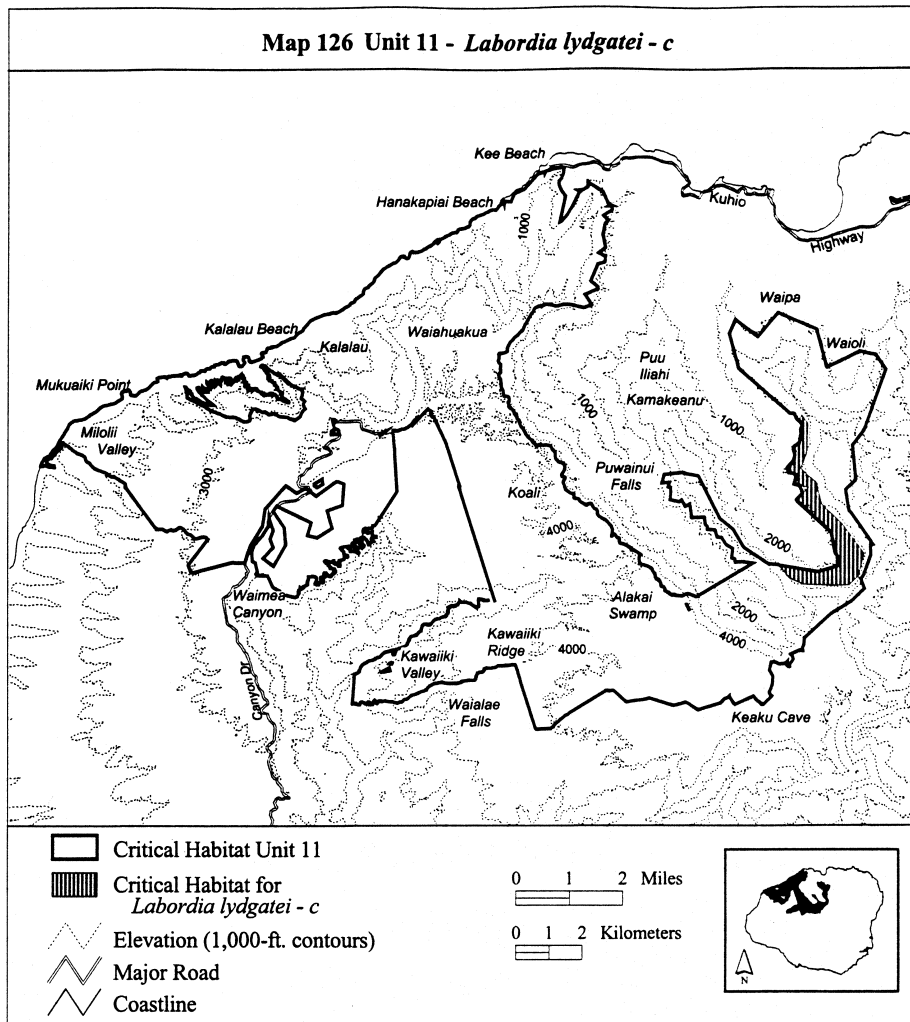 Map 126 Unit 11 - Labordia lydgatei - c
Kee Beach
Hanakapiai Beach
Kuhio
Highway
1000
Waipa
Kalalau Beach
Kalalau
Waiahuakua
Waioli
Puu
Iliahi
Mukuaiki Point
Kamakeanu
1000
1000
Milolii
Valley
3000
Puwainui
Falls
Koali
4000
2000
Waimea
Canyon
Alakai
Swamp
2000
4000
Kawaiiki
Ridge
4000
Kawaiiki
Valley
Canyon Dr
Waialae
Falls
Keaku Cave
Critical Habitat Unit 11
Critical Habitat for
Labordia lydgatei - c
Elevation (1,000-ft. contours)
Major Road
Coastline
0 1 2 Miles
0 1 2 Kilometers
N